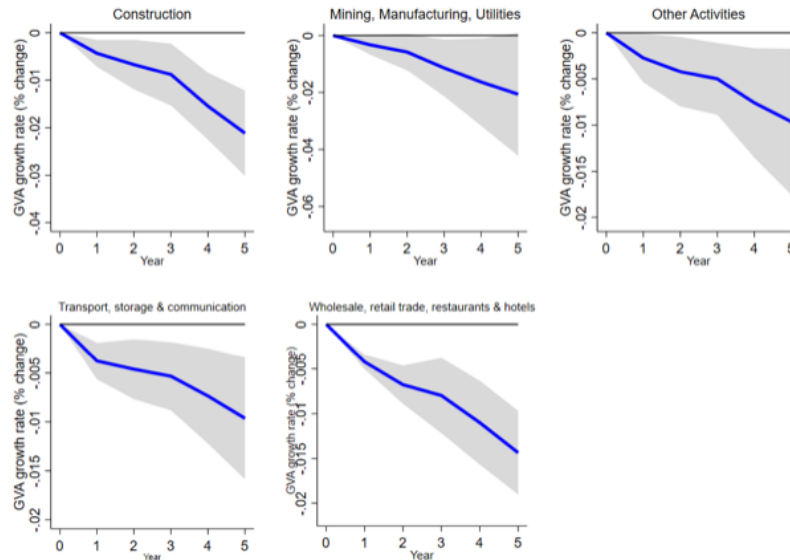 Construction
GVA growth rate (% change)
0
-.01
-.02
-.03
-.04
0 1 2 3 4 5
Year
Mining, Manufacturing, Utilities
GVA growth rate (% change)
0
-.02
-.04
-.06
0 1 2 3 4 5
Year
Other Activities
GVA growth rate (% change)
0
-.005
-.01
-.015
-.02
0 1 2 3 4 5
Year
Transport, storage & communication
GVA growth rate (% change)
0
-.005
-.01
-.015
-.02
0 1 2 3 4 5
Year
Wholesale, retail trade, restaurants & hotels
GVA growth rate (% change)
0
-.005
-.01
-.015
-.02
0 1 2 3 4 5
Year